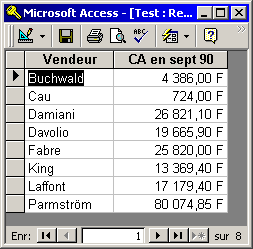 Microsoft Access - [Test : Re...
Vendeur CA en sept 90
Buchwald 4 386,00 F
Cau 724,00 F
Damiani 26 821,10 F
Davolio 19 665,90 F
Fabre 25 820,00 F
King 13 369,40 F
Laffont 17 179,40 F
Parmström 80 074,85 F
Enr: 1 sur 8